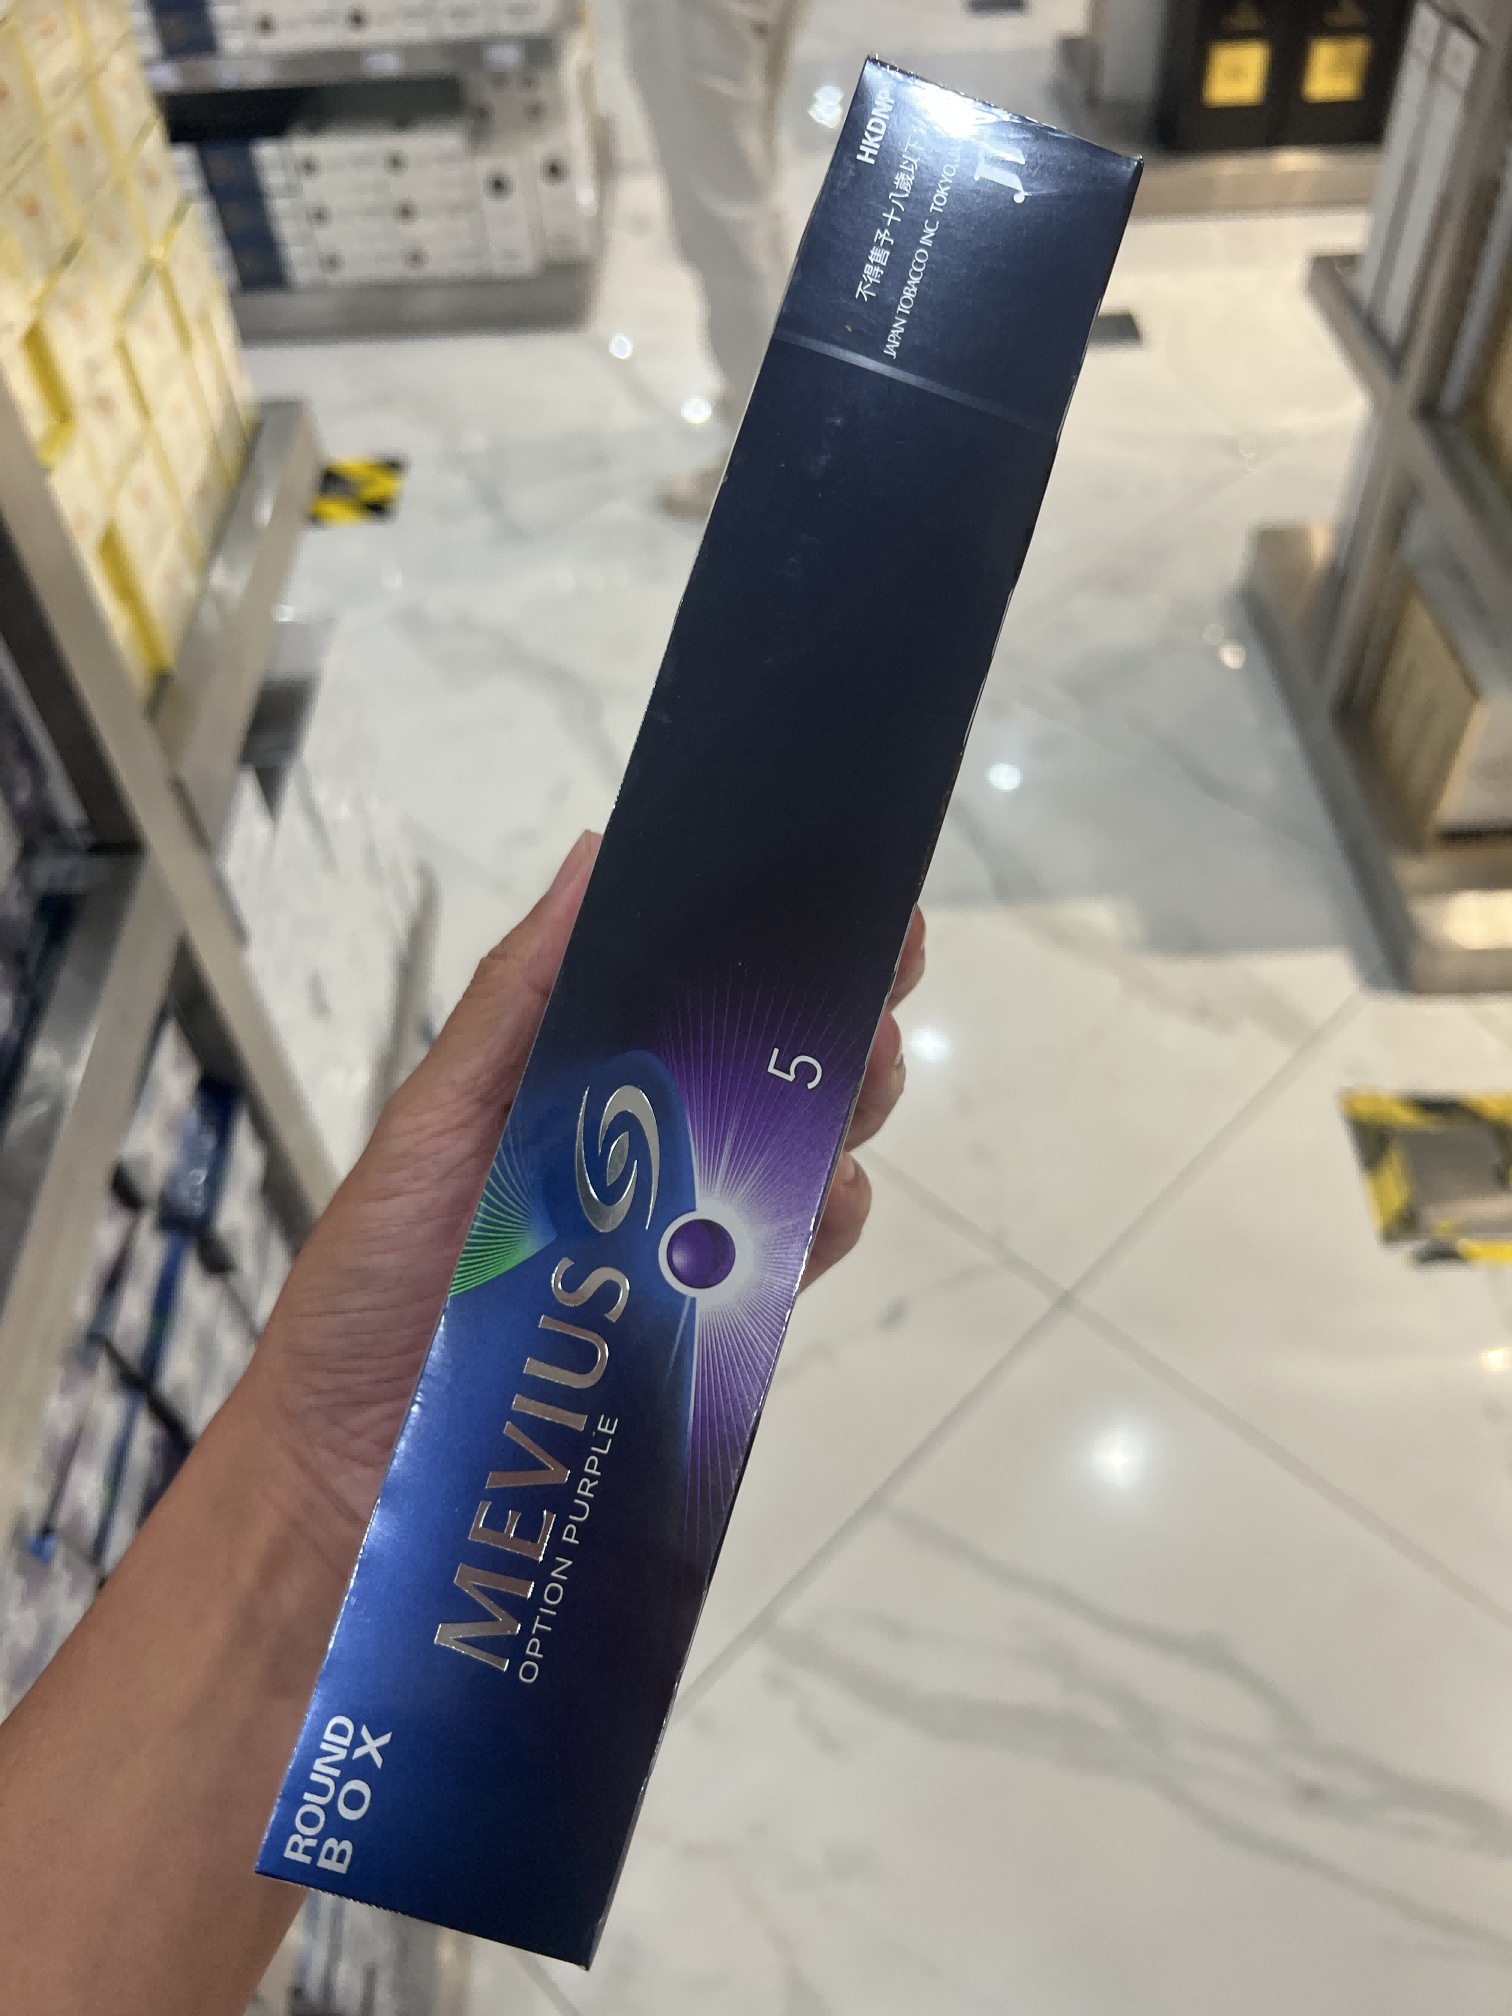 ROUND
BOX
MEVIUS
OPTION PURPLE
5
HKDNP
不得售予十八歲以下
JAPAN TOBACCO INC. TOKYO
JT